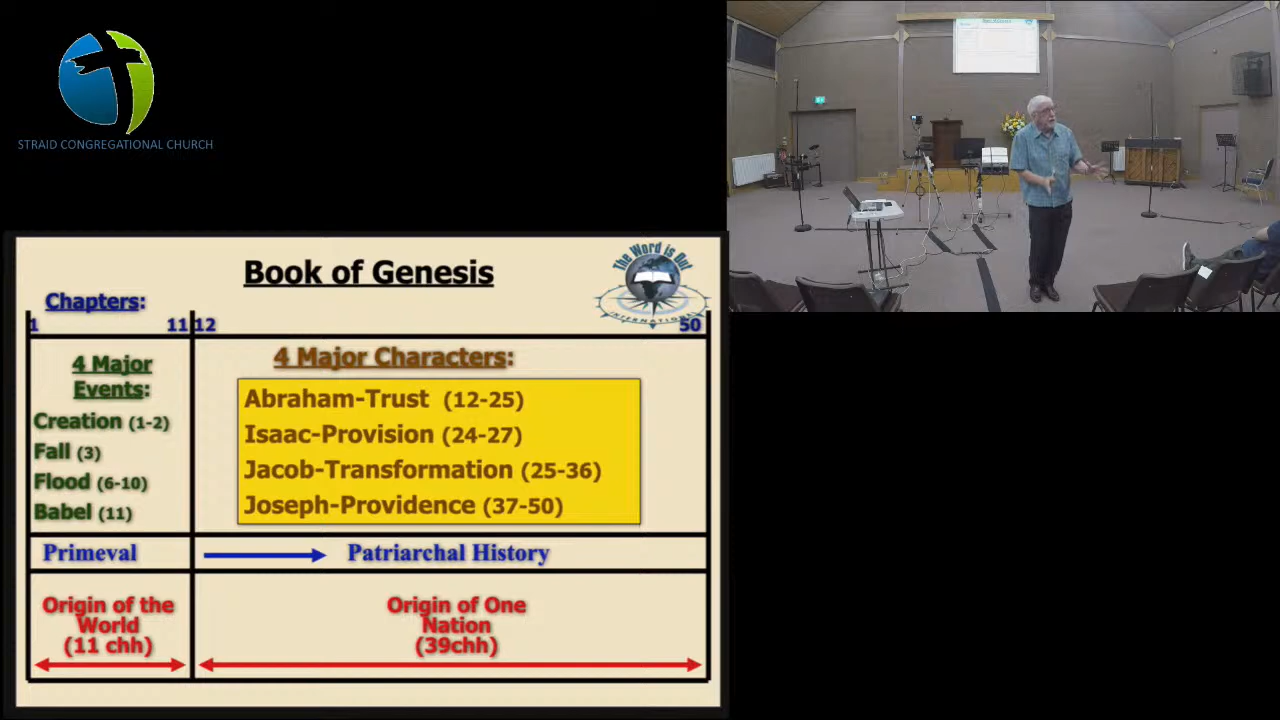 STRAID CONGREGATIONAL CHURCH
Book of Genesis
The Word is Out
INTERNATIONAL
Chapters:
1 11 12 50
4 Major
Events:
Creation (1-2)
Fall (3)
Flood (6-10)
Babel (11)
4 Major Characters:
Abraham-Trust (12-25)
Isaac-Provision (24-27)
Jacob-Transformation (25-36)
Joseph-Providence (37-50)
Primeval
Patriarchal History
Origin of the
World
(11 chh)
Origin of One
Nation
(39chh)